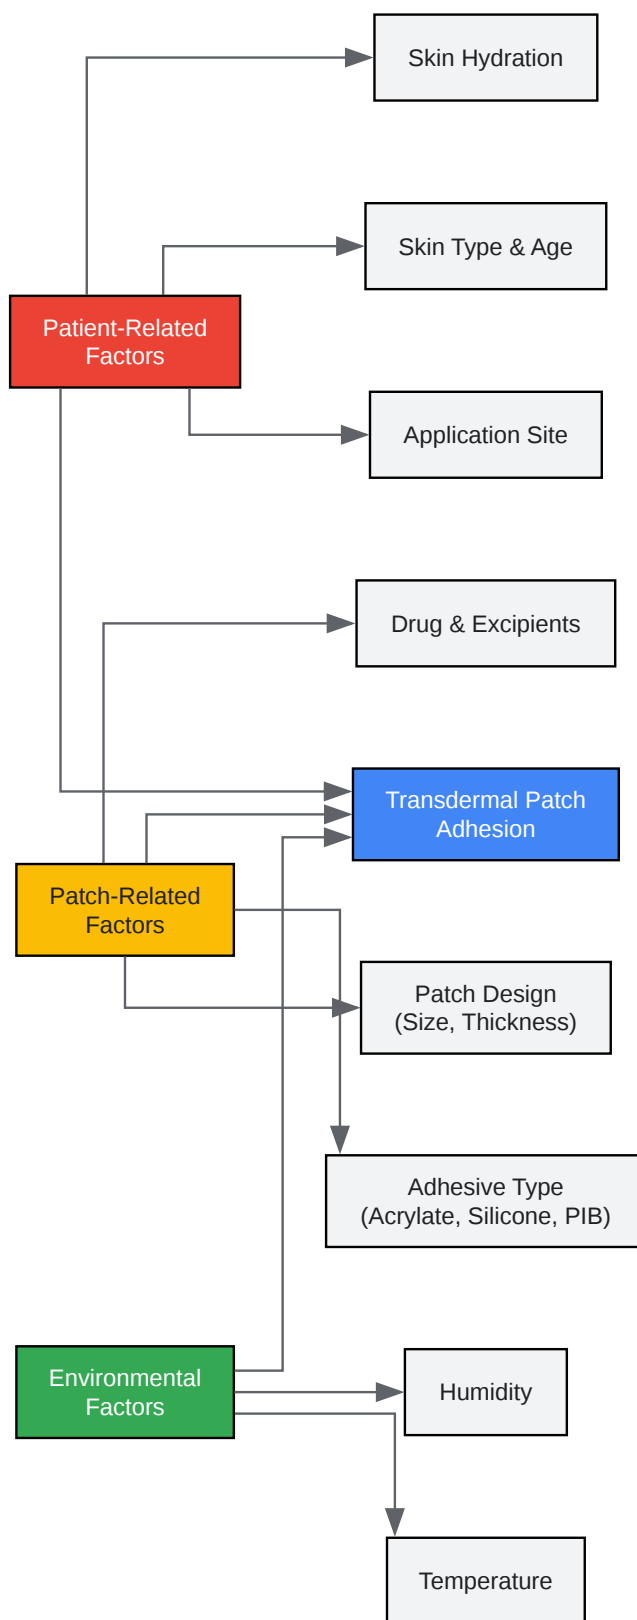 Skin Hydration
Skin Type & Age
Patient-Related
Factors
Application Site
Drug & Excipients
Transdermal Patch
Adhesion
Patch-Related
Factors
Patch Design
(Size, Thickness)
Adhesive Type
(Acrylate, Silicone, PIB)
Environmental
Factors
Humidity
Temperature